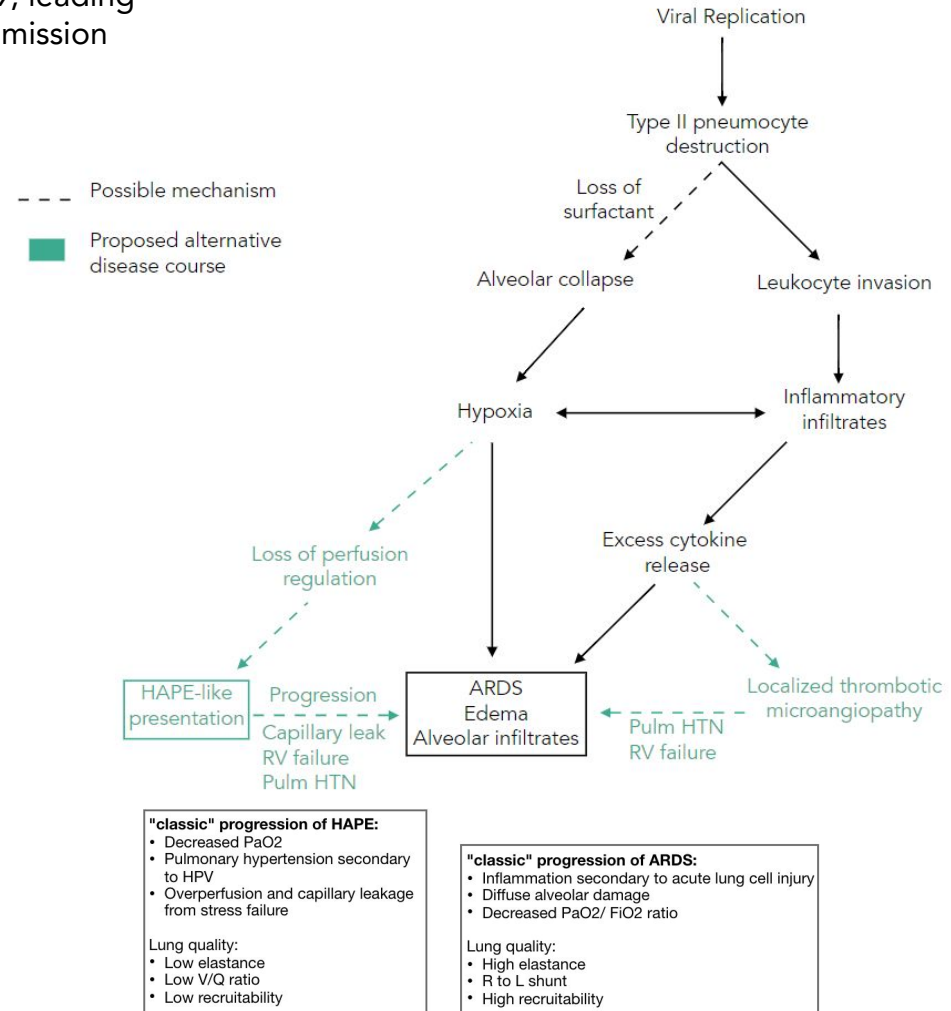 mission
Viral Replication
Type II pneumocyte
destruction
Possible mechanism
Proposed alternative
disease course
Loss of
surfactant
Alveolar collapse
Leukocyte invasion
Hypoxia
Inflammatory
infiltrates
Loss of perfusion
regulation
Excess cytokine
release
HAPE-like
presentation
Progression
Capillary leak
RV failure
Pulm HTN
ARDS
Edema
Alveolar infiltrates
Pulm HTN
RV failure
Localized thrombotic
microangiopathy
"classic" progression of HAPE:
• Decreased PaO2
• Pulmonary hypertension secondary
to HPV
• Overperfusion and capillary leakage
from stress failure
Lung quality:
• Low elastance
• Low V/Q ratio
• Low recruitability
"classic" progression of ARDS:
• Inflammation secondary to acute lung cell injury
• Diffuse alveolar damage
• Decreased PaO2/ FiO2 ratio
Lung quality:
• High elastance
• R to L shunt
• High recruitability